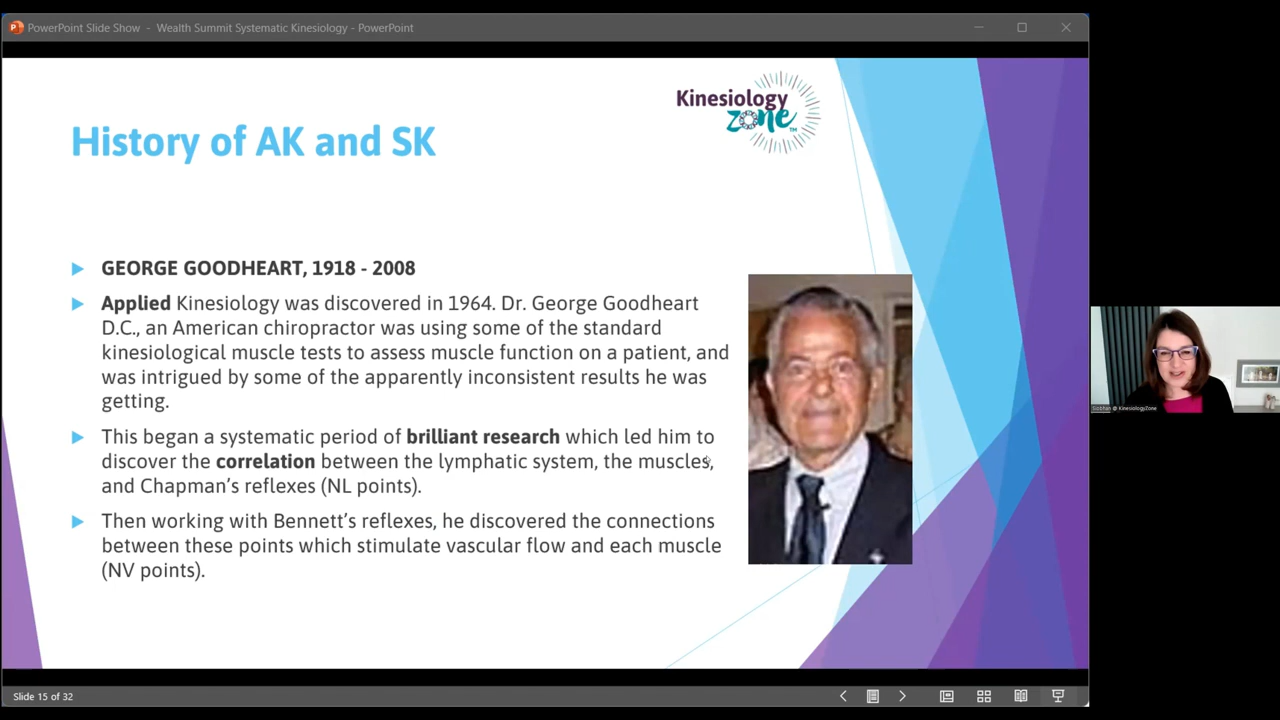 PowerPoint Slide Show - Wealth Summit Systematic Kinesiology - PowerPoint
Kinesiology
zone™
History of AK and SK
GEORGE GOODHEART, 1918 - 2008
Applied Kinesiology was discovered in 1964. Dr. George Goodheart
D.C., an American chiropractor was using some of the standard
kinesiological muscle tests to assess muscle function on a patient, and
was intrigued by some of the apparently inconsistent results he was
getting.
This began a systematic period of brilliant research which led him to
discover the correlation between the lymphatic system, the muscles,
and Chapman's reflexes (NL points).
Then working with Bennett's reflexes, he discovered the connections
between these points which stimulate vascular flow and each muscle
(NV points).
Siobhan @ KinesiologyZone
Slide 15 of 32